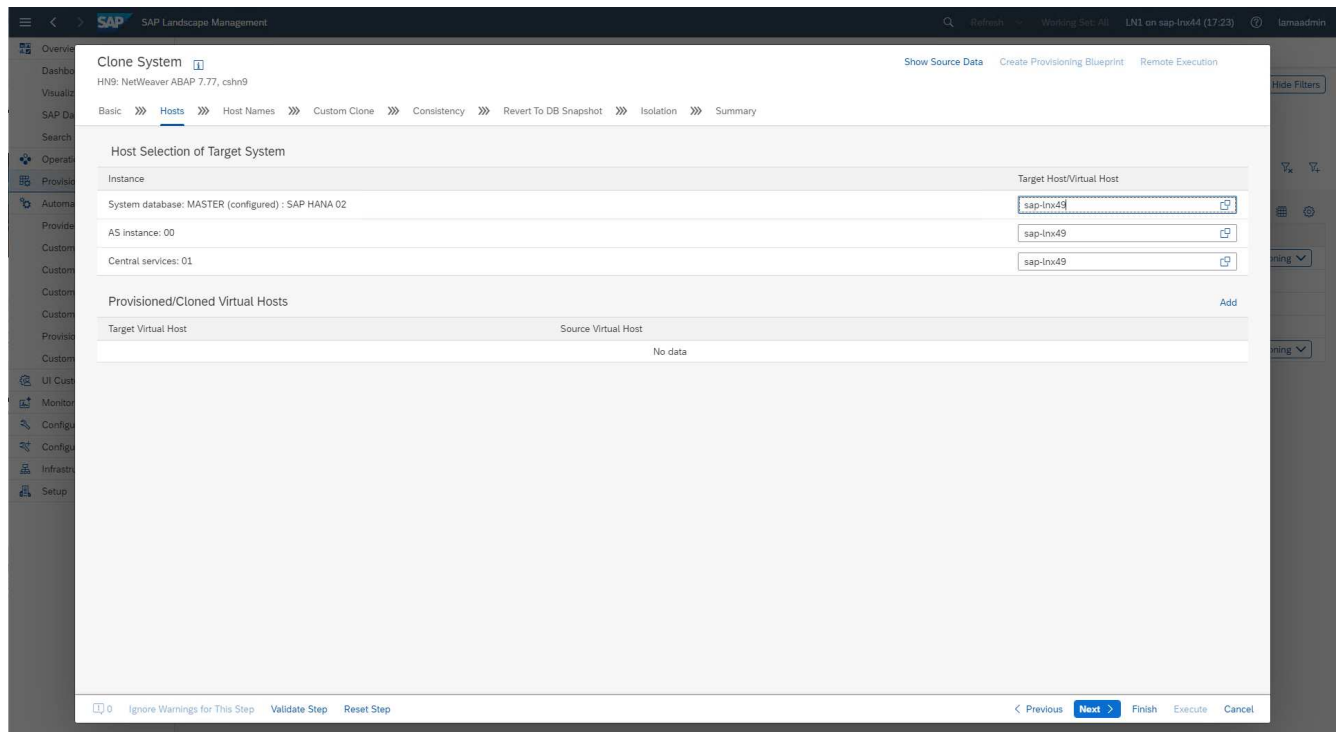 SAP SAP Landscape Management Refresh Working Set: All LN1 on sap-lnx44 (17:23) lamaadmin
Overvie
Dashbo
Visualiz
SAP Da
Search
Operati
Provisio
Automa
Provide
Custom
Custom
Custom
Custom
Provisio
Custom
UI Cust
Monitor
Configu
Configu
Infrastru
Setup
Hide Filters
oning
oning
Clone System Show Source Data Create Provisioning Blueprint Remote Execution
HN9: NetWeaver ABAP 7.77, cshn9
Basic Hosts Host Names Custom Clone Consistency Revert To DB Snapshot Isolation Summary
Host Selection of Target System
Instance Target Host/Virtual Host
System database: MASTER (configured) : SAP HANA 02 sap-lnx49
AS instance: 00 sap-lnx49
Central services: 01 sap-lnx49
Provisioned/Cloned Virtual Hosts Add
Target Virtual Host Source Virtual Host
No data
0 Ignore Warnings for This Step Validate Step Reset Step < Previous Next > Finish Execute Cancel